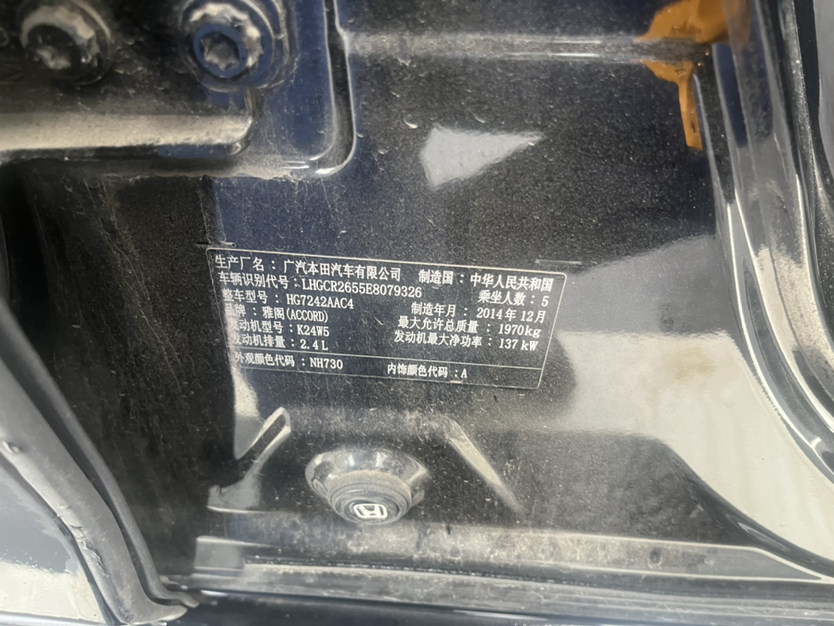 生产厂名：广汽本田汽车有限公司 制造国：中华人民共和国
车辆识别代号：LHGCR2655E8079326 乘坐人数：5
整车型号：HG7242AAC4 制造年月：2014年12月
品牌：雅阁(ACCORD) 最大允许总质量：1970kg
发动机型号：K24W5 发动机最大净功率：137kW
发动机排量：2.4L
外观颜色代码：NH730 内饰颜色代码：A